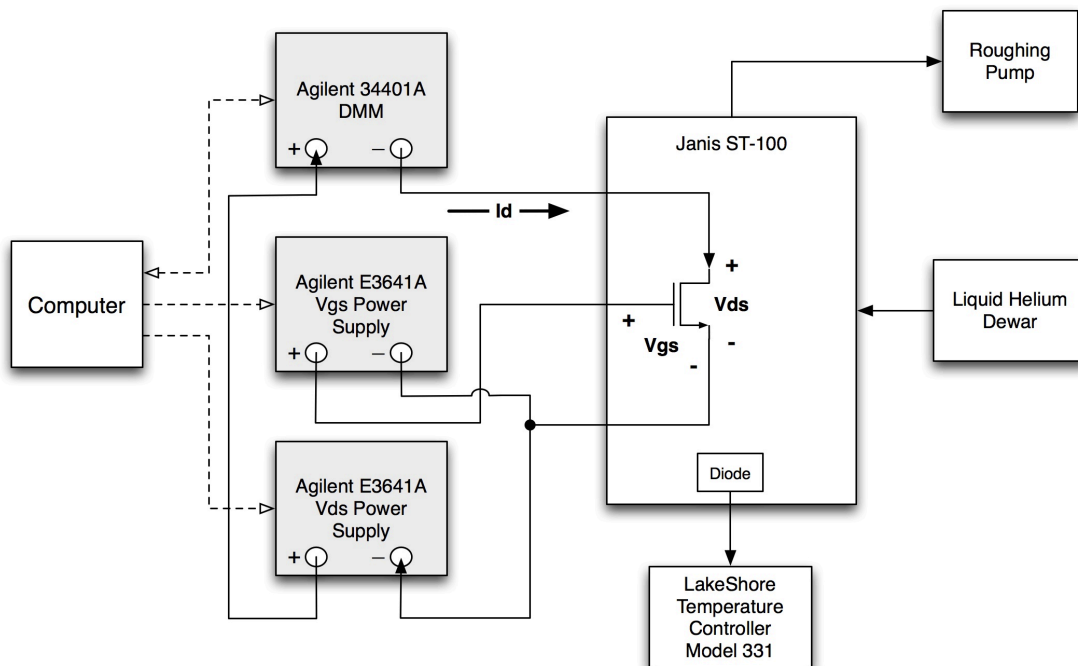 Agilent 34401A
DMM
+
–
Roughing
Pump
Janis ST-100
Id
Computer
Agilent E3641A
Vgs Power
Supply
+
–
+
Vds
+
Vgs
-
-
Liquid Helium
Dewar
Agilent E3641A
Vds Power
Supply
+
–
Diode
LakeShore
Temperature
Controller
Model 331